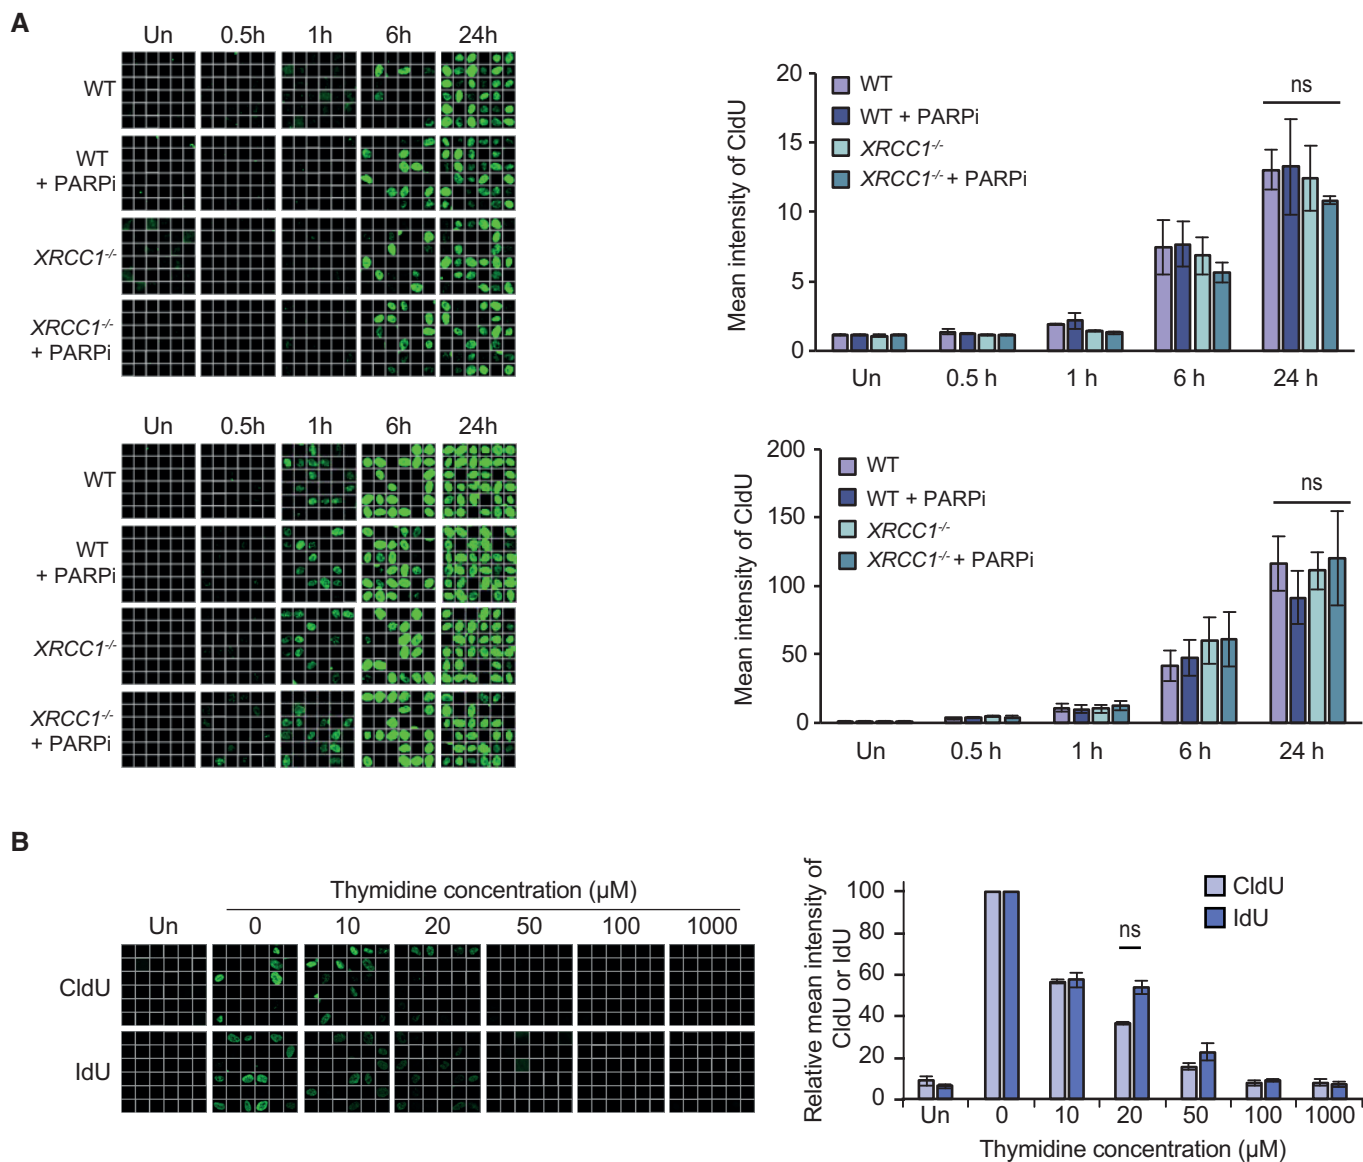 A
Un 0.5h 1h 6h 24h
WT
WT
+ PARPi
XRCC1-/-
XRCC1-/-
+ PARPi
Mean intensity of CldU
20
15
10
5
0
WT
WT + PARPi
XRCC1-/-
XRCC1-/- + PARPi
ns
Un 0.5 h 1 h 6 h 24 h
Un 0.5h 1h 6h 24h
WT
WT
+ PARPi
XRCC1-/-
XRCC1-/-
+ PARPi
Mean intensity of CldU
200
150
100
50
0
WT
WT + PARPi
XRCC1-/-
XRCC1-/- + PARPi
ns
Un 0.5 h 1 h 6 h 24 h
B
Thymidine concentration (µM)
Un 0 10 20 50 100 1000
CldU
IdU
Relative mean intensity of
CldU or IdU
100
80
60
40
20
0
CldU
IdU
ns
Un 0 10 20 50 100 1000
Thymidine concentration (µM)